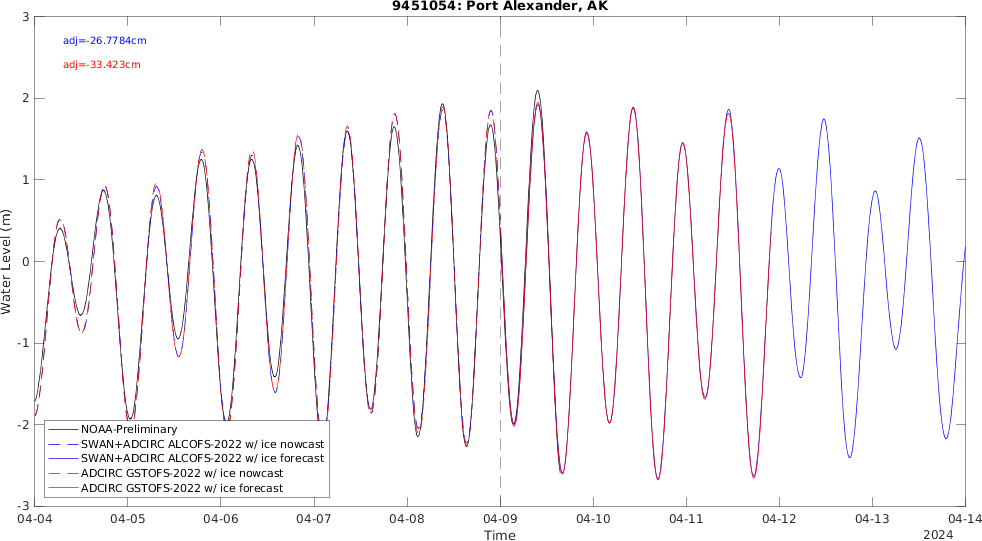 9451054: Port Alexander, AK
adj=-26.7784cm
adj=-33.423cm
3
2
1
0
-1
-2
-3
Water Level (m)
NOAA-Preliminary
SWAN+ADCIRC ALCOFS-2022 w/ ice nowcast
SWAN+ADCIRC ALCOFS-2022 w/ ice forecast
ADCIRC GSTOFS-2022 w/ ice nowcast
ADCIRC GSTOFS-2022 w/ ice forecast
04-04 04-05 04-06 04-07 04-08 04-09 04-10 04-11 04-12 04-13 04-14
Time
2024